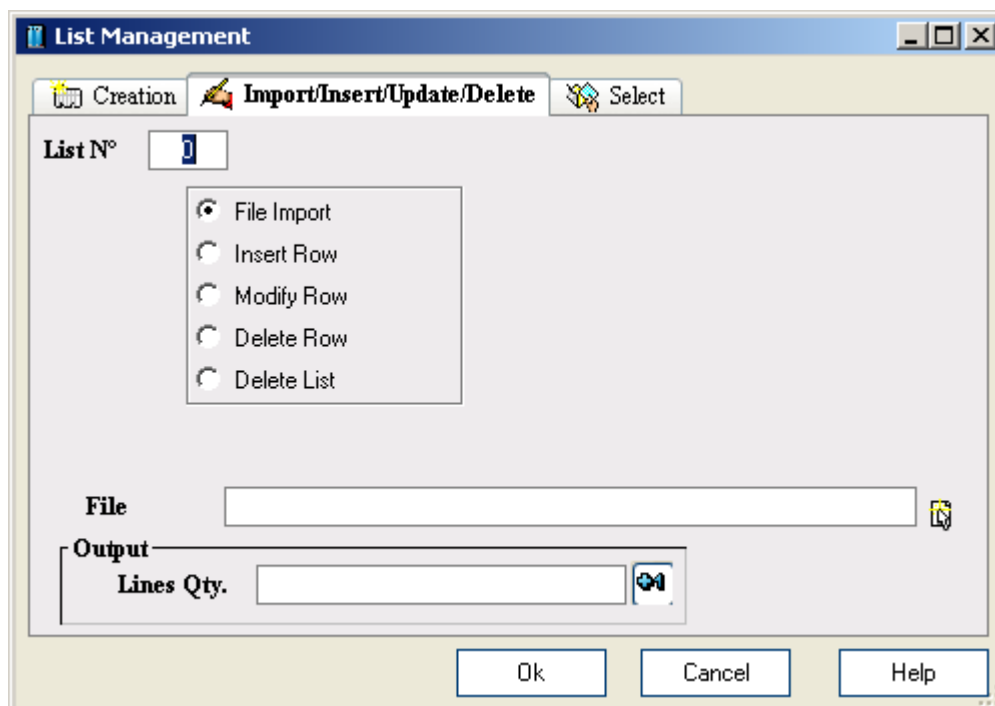 List Management
Creation Import/Insert/Update/Delete Select
List N° 0
File Import
Insert Row
Modify Row
Delete Row
Delete List
File
Output
Lines Qty.
Ok Cancel Help